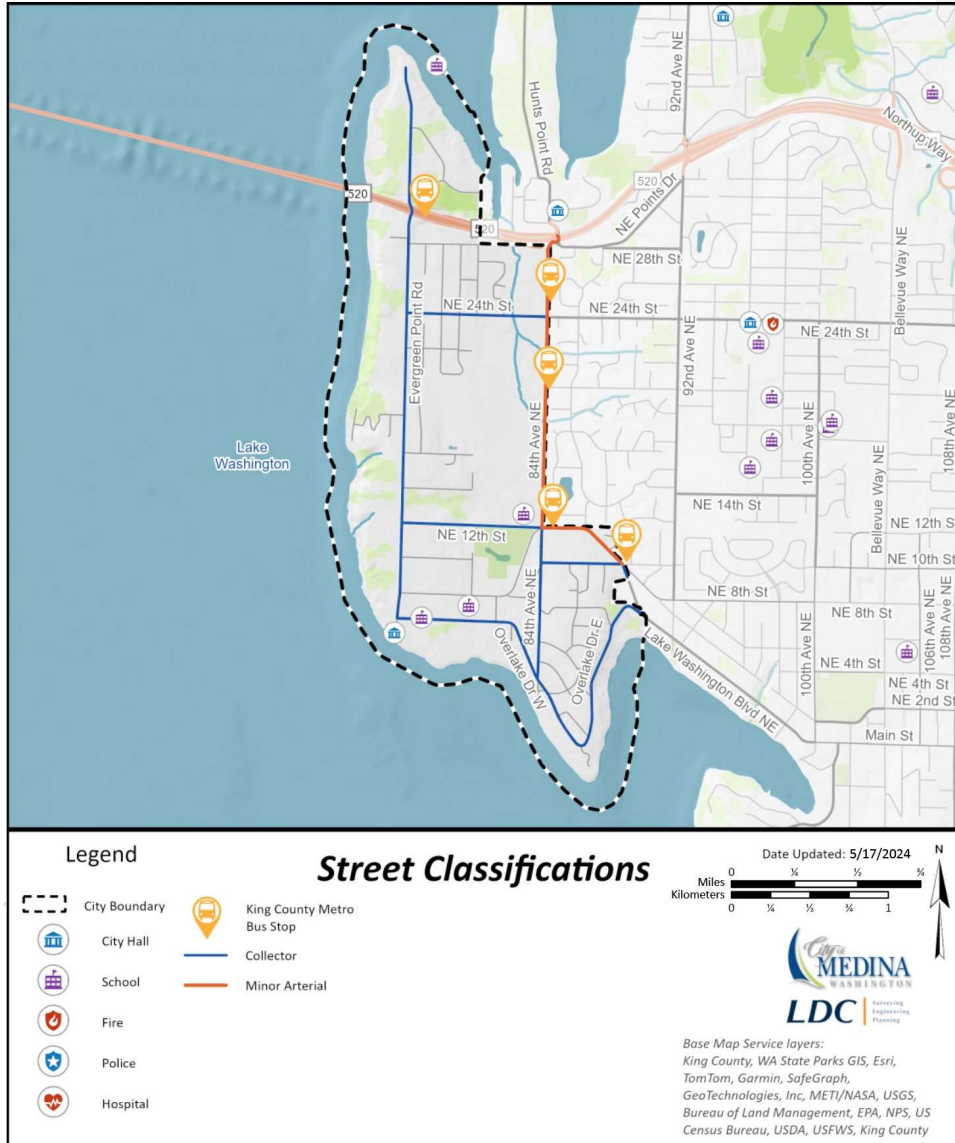 92nd Ave NE
Hunts Point Rd
Northup Way
520
520
520
NE Points Dr
NE 28th St
Bellevue Way NE
NE 24th St
NE 24th St
NE 24th St
Evergreen Point Rd
92nd Ave NE
84th Ave NE
100th Ave NE
108th Ave NE
Lake
Washington
NE 14th St
Bellevue Way NE
NE 12th St
NE 12th St
NE 10th St
84th Ave NE
NE 8th St
NE 8th St
Overlake Dr W
Overlake Dr E
Lake Washington Blvd NE
100th Ave NE
106th Ave NE
108th Ave NE
NE 4th St
NE 4th St
NE 2nd St
Main St
Legend
City Boundary
City Hall
School
Fire
Police
Hospital
King County Metro
Bus Stop
Collector
Minor Arterial
Street Classifications
Date Updated: 5/17/2024
N
0 ¼ ½ ¾
Miles
Kilometers
0 ¼ ½ ¾ 1
City of
MEDINA
WASHINGTON
LDC
Surveying
Engineering
Planning
Base Map Service layers:
King County, WA State Parks GIS, Esri,
TomTom, Garmin, SafeGraph,
GeoTechnologies, Inc, METI/NASA, USGS,
Bureau of Land Management, EPA, NPS, US
Census Bureau, USDA, USFWS, King County